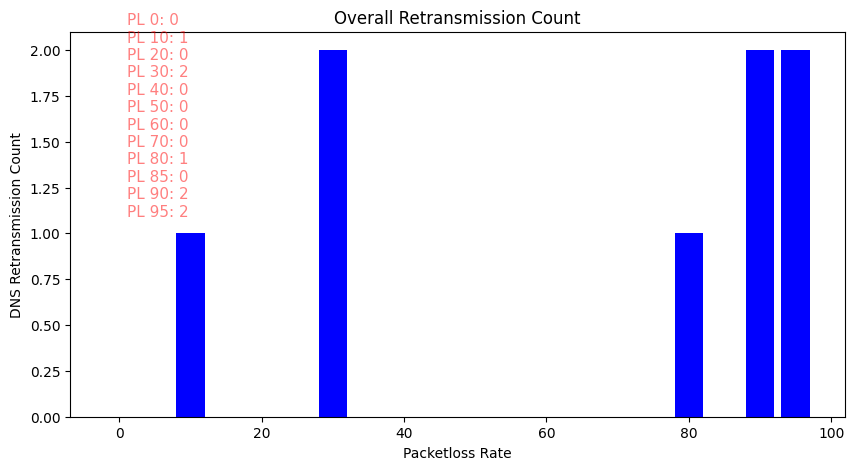 Overall Retransmission Count
PL 0: 0
PL 10: 1
PL 20: 0
PL 30: 2
PL 40: 0
PL 50: 0
PL 60: 0
PL 70: 0
PL 80: 1
PL 85: 0
PL 90: 2
PL 95: 2
DNS Retransmission Count
2.00
1.75
1.50
1.25
1.00
0.75
0.50
0.25
0.00
0 20 40 60 80 100
Packetloss Rate